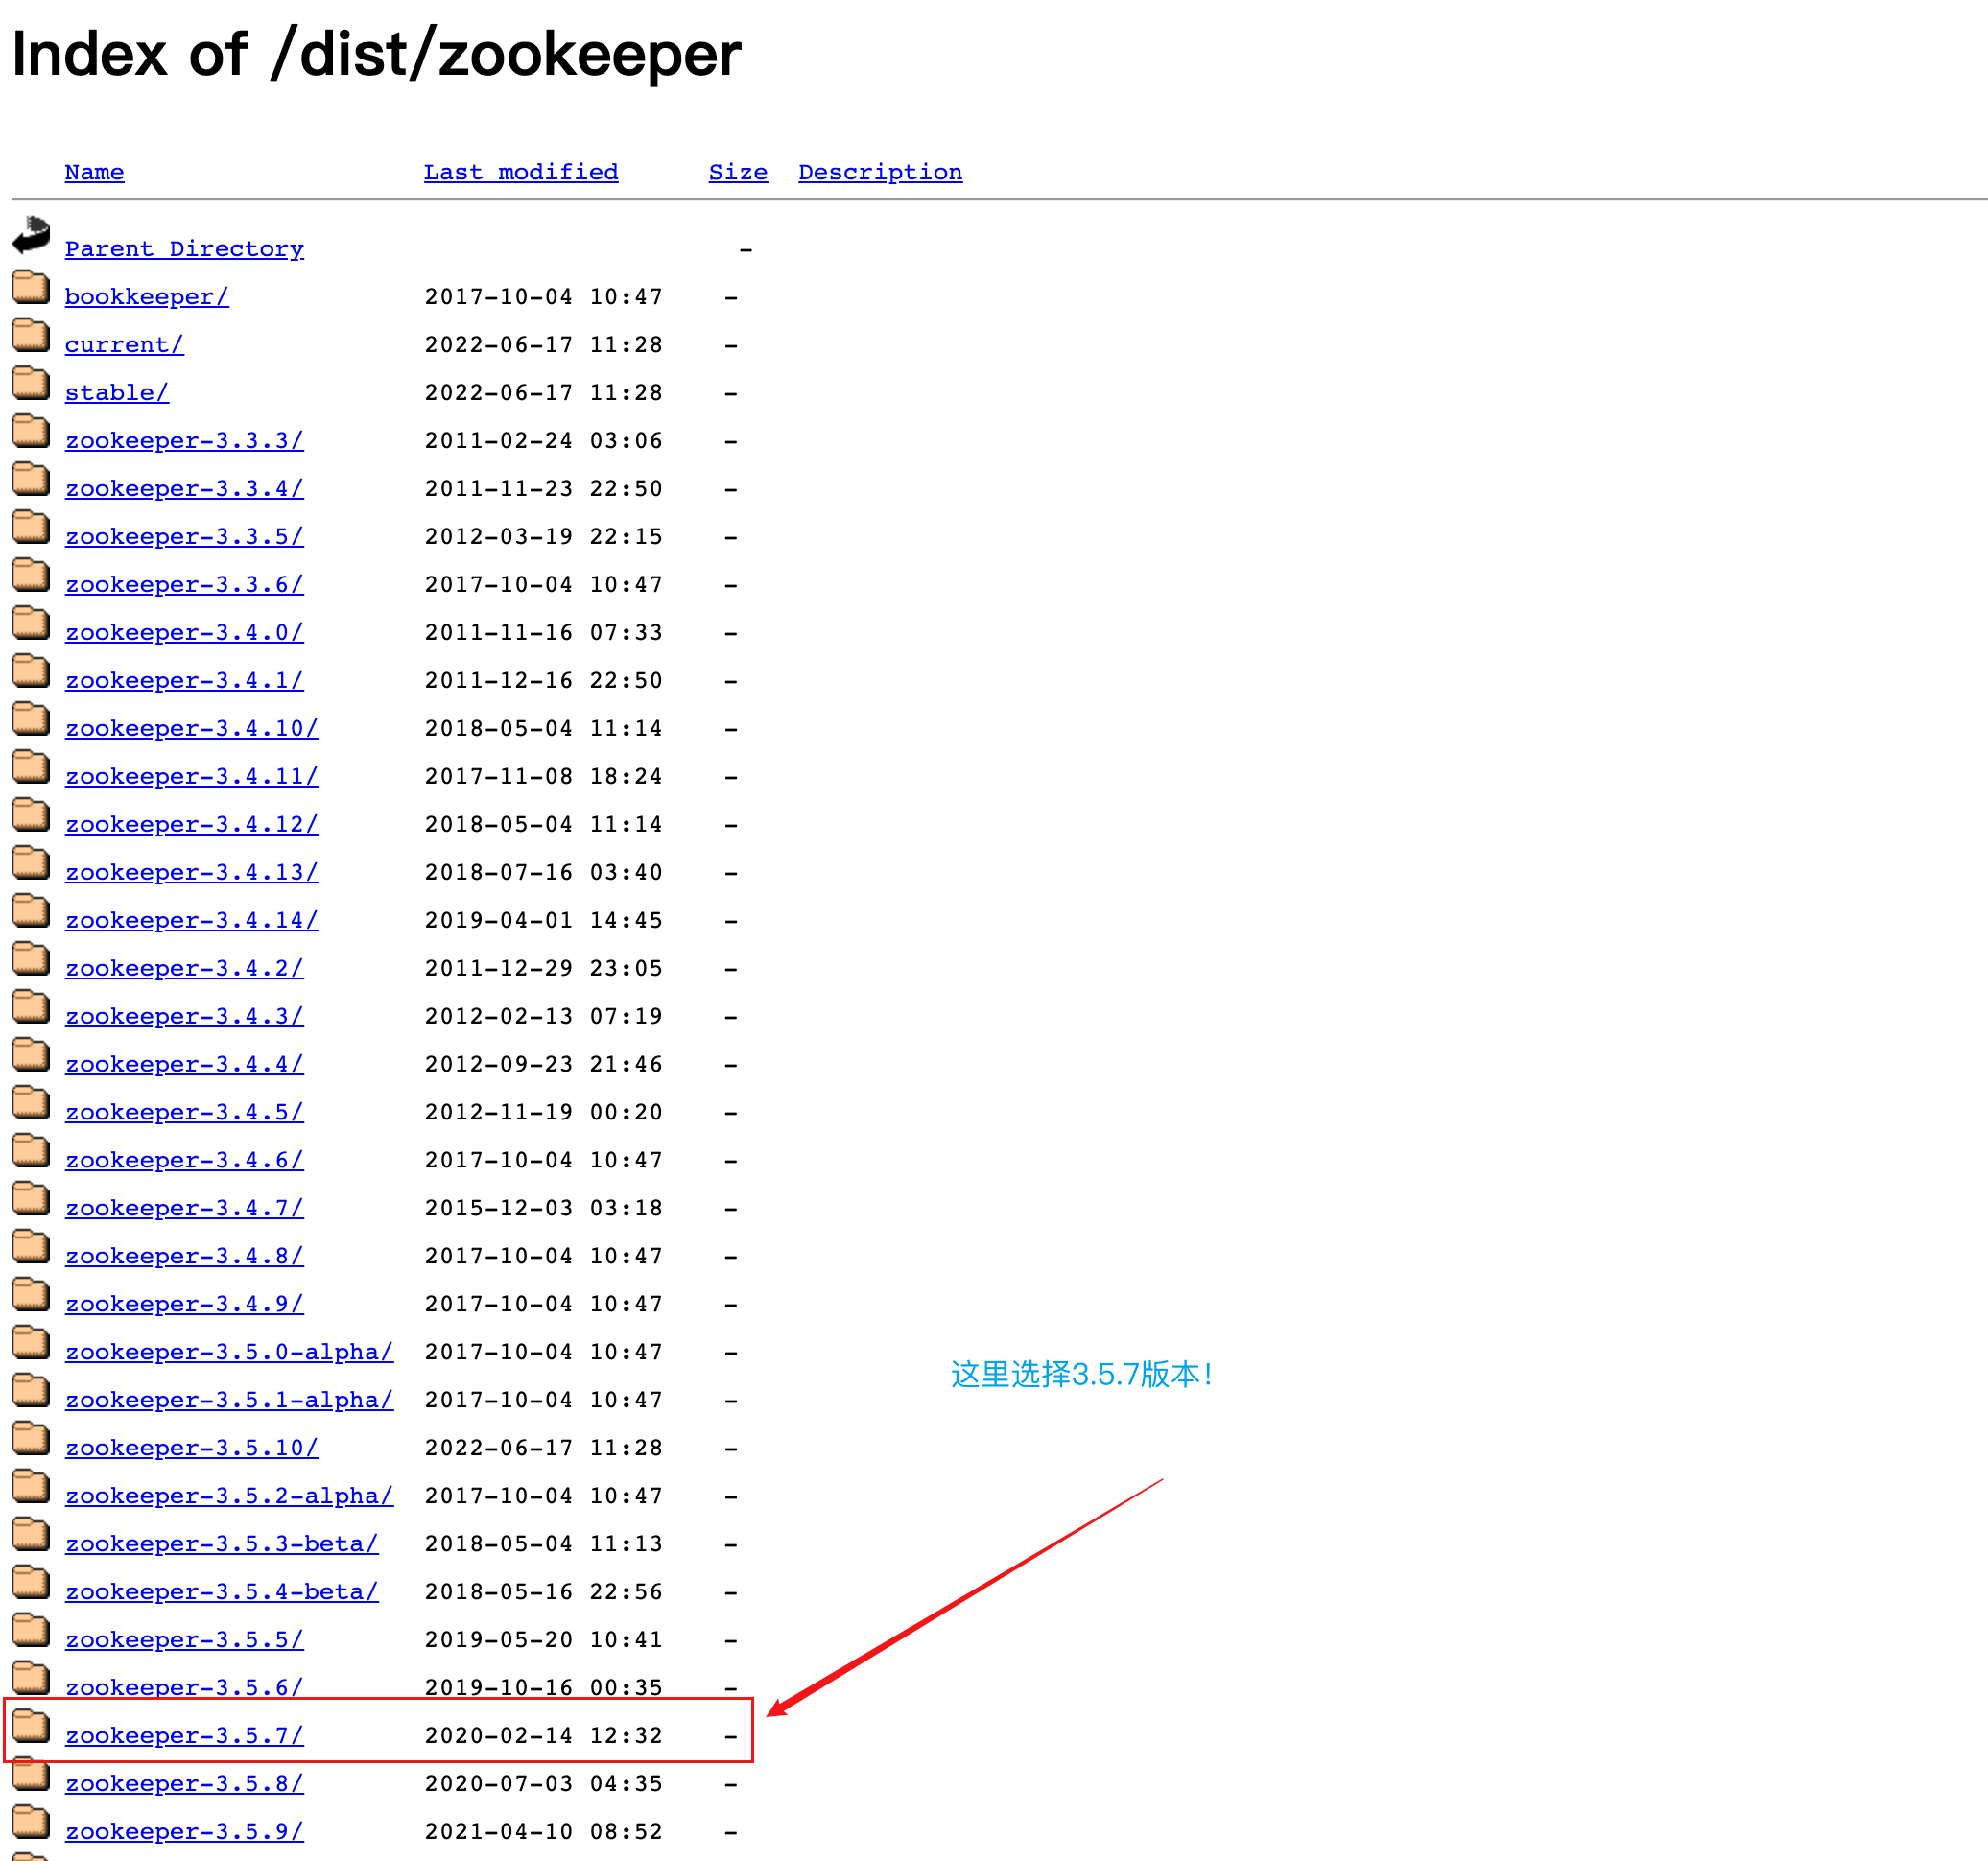 Index of /dist/zookeeper
Name Last modified Size Description
Parent Directory -
bookkeeper/ 2017-10-04 10:47 -
current/ 2022-06-17 11:28 -
stable/ 2022-06-17 11:28 -
zookeeper-3.3.3/ 2011-02-24 03:06 -
zookeeper-3.3.4/ 2011-11-23 22:50 -
zookeeper-3.3.5/ 2012-03-19 22:15 -
zookeeper-3.3.6/ 2017-10-04 10:47 -
zookeeper-3.4.0/ 2011-11-16 07:33 -
zookeeper-3.4.1/ 2011-12-16 22:50 -
zookeeper-3.4.10/ 2018-05-04 11:14 -
zookeeper-3.4.11/ 2017-11-08 18:24 -
zookeeper-3.4.12/ 2018-05-04 11:14 -
zookeeper-3.4.13/ 2018-07-16 03:40 -
zookeeper-3.4.14/ 2019-04-01 14:45 -
zookeeper-3.4.2/ 2011-12-29 23:05 -
zookeeper-3.4.3/ 2012-02-13 07:19 -
zookeeper-3.4.4/ 2012-09-23 21:46 -
zookeeper-3.4.5/ 2012-11-19 00:20 -
zookeeper-3.4.6/ 2017-10-04 10:47 -
zookeeper-3.4.7/ 2015-12-03 03:18 -
zookeeper-3.4.8/ 2017-10-04 10:47 -
zookeeper-3.4.9/ 2017-10-04 10:47 -
zookeeper-3.5.0-alpha/ 2017-10-04 10:47 -
这里选择3.5.7版本！
zookeeper-3.5.1-alpha/ 2017-10-04 10:47 -
zookeeper-3.5.10/ 2022-06-17 11:28 -
zookeeper-3.5.2-alpha/ 2017-10-04 10:47 -
zookeeper-3.5.3-beta/ 2018-05-04 11:13 -
zookeeper-3.5.4-beta/ 2018-05-16 22:56 -
zookeeper-3.5.5/ 2019-05-20 10:41 -
zookeeper-3.5.6/ 2019-10-16 00:35 -
zookeeper-3.5.7/ 2020-02-14 12:32 -
zookeeper-3.5.8/ 2020-07-03 04:35 -
zookeeper-3.5.9/ 2021-04-10 08:52 -